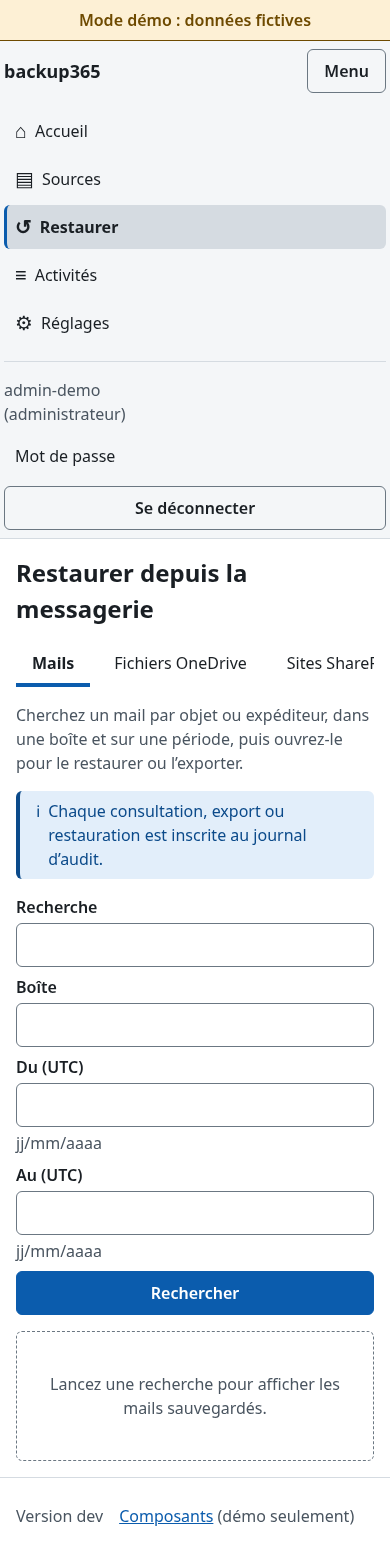 Mode démo : données fictives
backup365
Menu
⌂ Accueil
▤ Sources
↺ Restaurer
≡ Activités
⚙ Réglages
admin-demo
(administrateur)
Mot de passe
Se déconnecter
Restaurer depuis la
messagerie
Mails Fichiers OneDrive Sites
Cherchez un mail par objet ou expéditeur, dans
une boîte et sur une période, puis ouvrez-le
pour le restaurer ou l’exporter.
i Chaque consultation, export ou
restauration est inscrite au journal
d’audit.
Recherche
Boîte
Du (UTC)
jj/mm/aaaa
Au (UTC)
jj/mm/aaaa
Rechercher
Lancez une recherche pour afficher les
mails sauvegardés.
Version dev Composants (démo seulement)